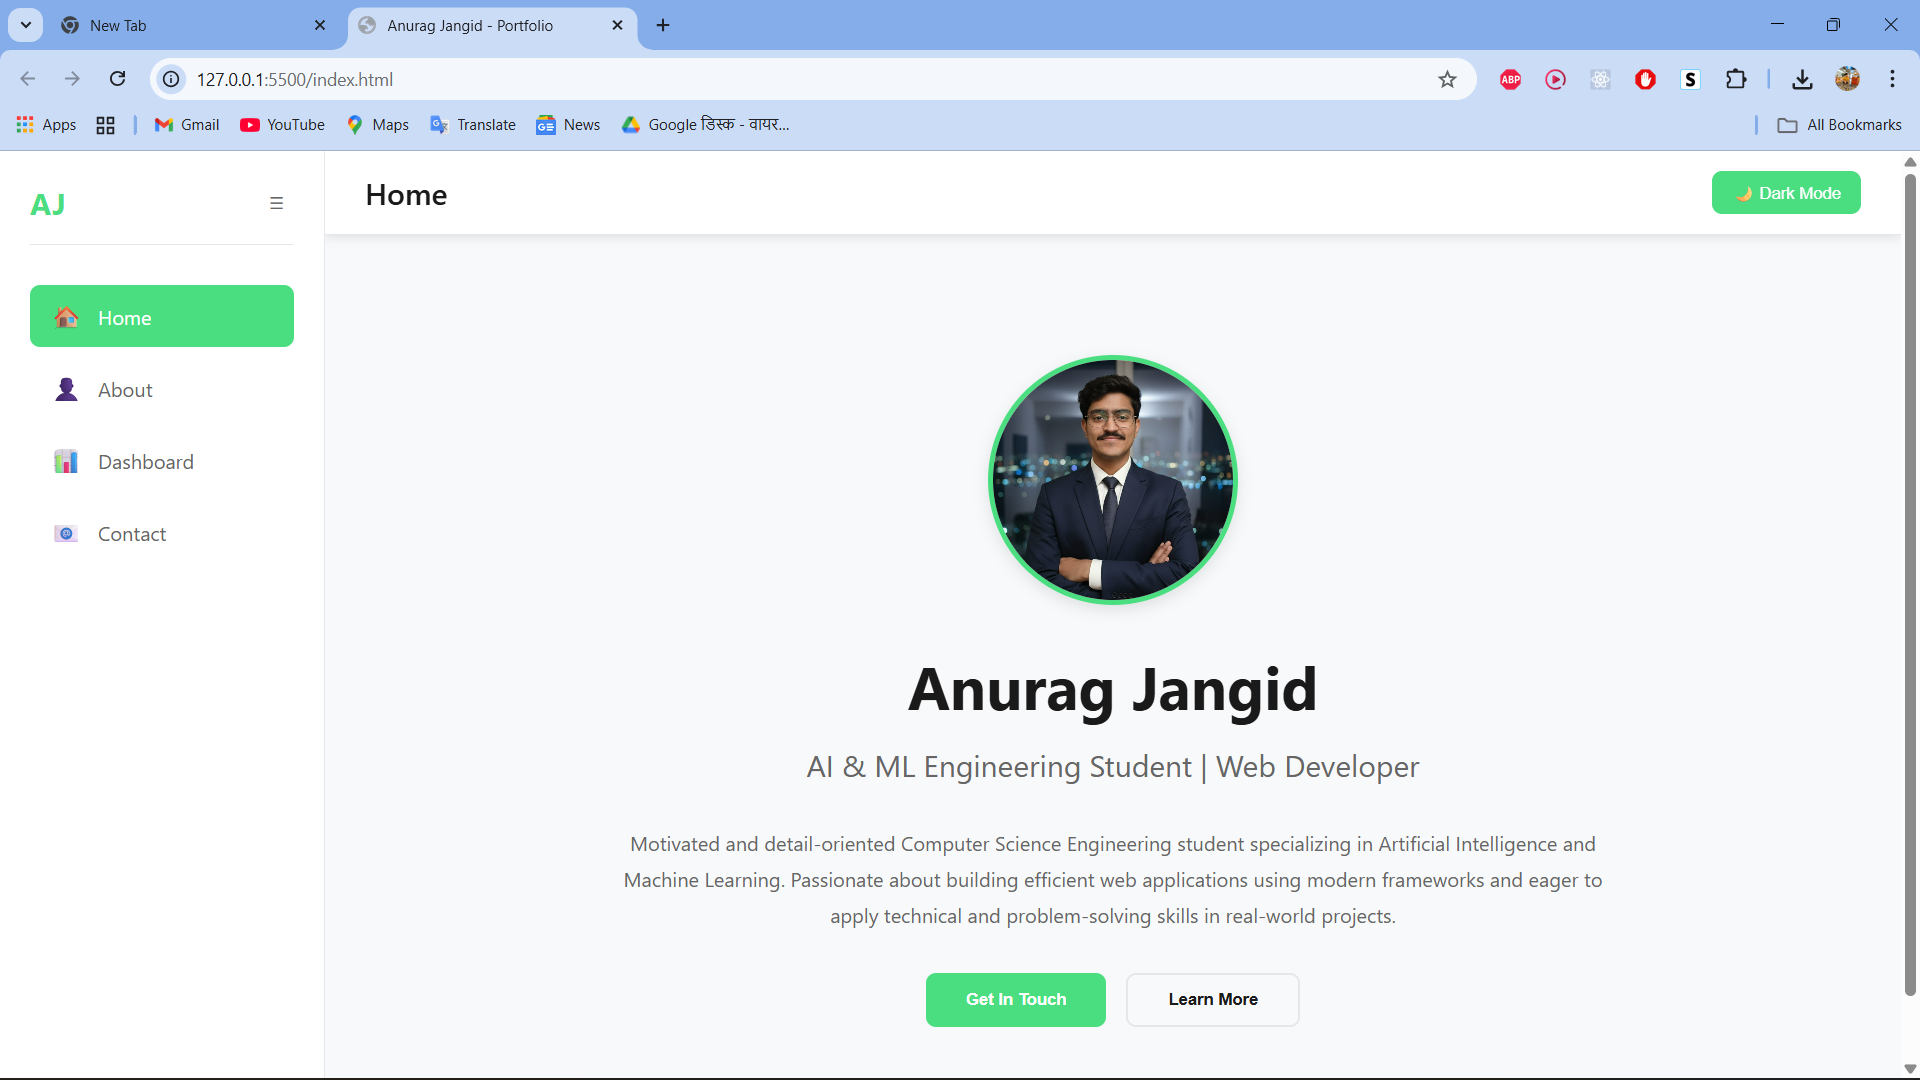 New Tab
Anurag Jangid - Portfolio
127.0.0.1:5500/index.html
ABP
S
Apps
Gmail
YouTube
Maps
Translate
News
Google डिस्क - वायर...
All Bookmarks
AJ
☰
Home
🌙 Dark Mode
Home
About
Dashboard
Contact
Anurag Jangid
AI & ML Engineering Student | Web Developer
Motivated and detail-oriented Computer Science Engineering student specializing in Artificial Intelligence and
Machine Learning. Passionate about building efficient web applications using modern frameworks and eager to
apply technical and problem-solving skills in real-world projects.
Get In Touch
Learn More